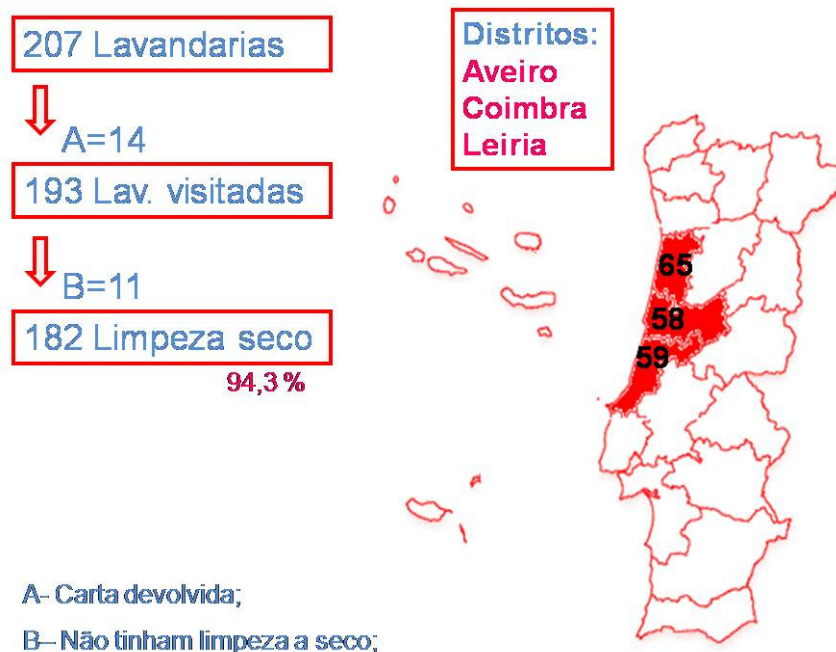 207 Lavandarias
A=14
193 Lav. visitadas
B=11
182 Limpeza seco
94,3 %
Distritos:
Aveiro
Coimbra
Leiria
65
58
59
A- Carta devolvida;
B– Não tinham limpeza a seco;